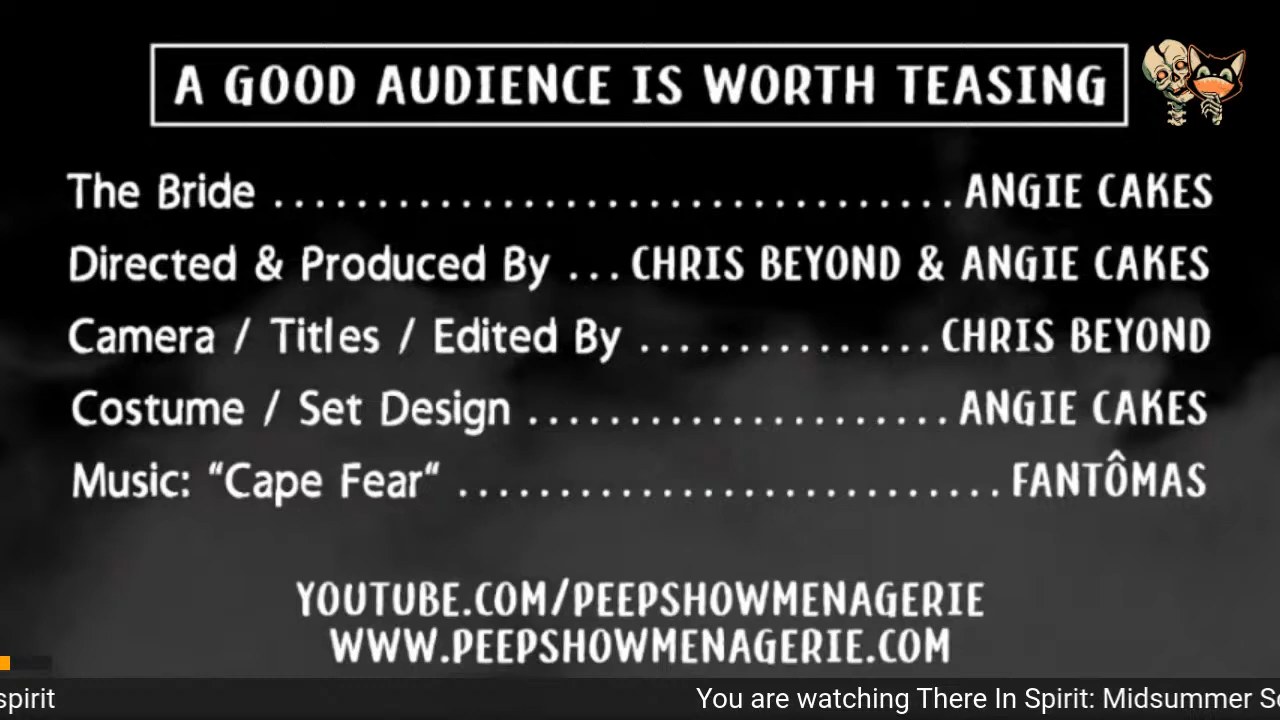 A GOOD AUDIENCE IS WORTH TEASING
The Bride .................................. ANGIE CAKES
Directed & Produced By ... CHRIS BEYOND & ANGIE CAKES
Camera / Titles / Edited By ............... CHRIS BEYOND
Costume / Set Design ..................... ANGIE CAKES
Music: “Cape Fear“ ........................... FANTÔMAS
YOUTUBE.COM/PEEPSHOWMENAGERIE
WWW.PEEPSHOWMENAGERIE.COM
spirit You are watching There In Spirit: Midsummer